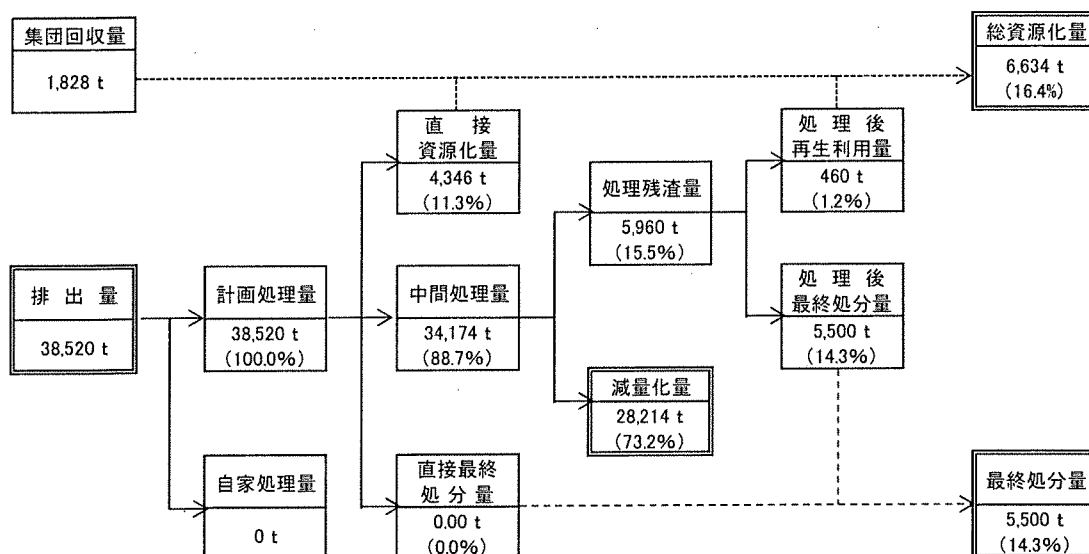 集団回収量
1,828 t
総資源化量
6,634 t
(16.4%)
直接
資源化量
4,346 t
(11.3%)
処理後
再生利用量
460 t
(1.2%)
処理残渣量
5,960 t
(15.5%)
排出量
38,520 t
計画処理量
38,520 t
(100.0%)
中間処理量
34,174 t
(88.7%)
処理後
最終処分量
5,500 t
(14.3%)
減量化量
28,214 t
(73.2%)
自家処理量
0 t
直接最終
処分量
0.00 t
(0.0%)
最終処分量
5,500 t
(14.3%)